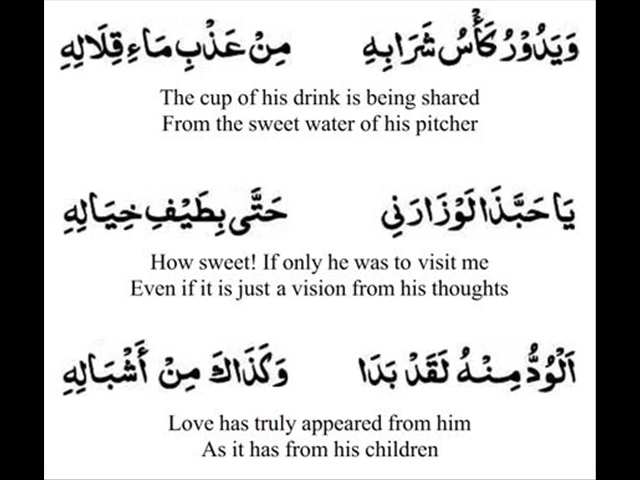 وَيَدُوْرُ كَأْسُ شَرَابِهِ مِنْ عَذْبِ مَاءِ قِلَالِهِ
The cup of his drink is being shared
From the sweet water of his pitcher
يَا حَبَّذَا لَوْ زَارَنِي حَتَّى بِطَيْفِ خِيَالِهِ
How sweet! If only he was to visit me
Even if it is just a vision from his thoughts
اَلْوُدُّ مِنْهُ لَقَدْ بَدَا وَكَذَاكَ مِنْ أَشْبَالِهِ
Love has truly appeared from him
As it has from his children